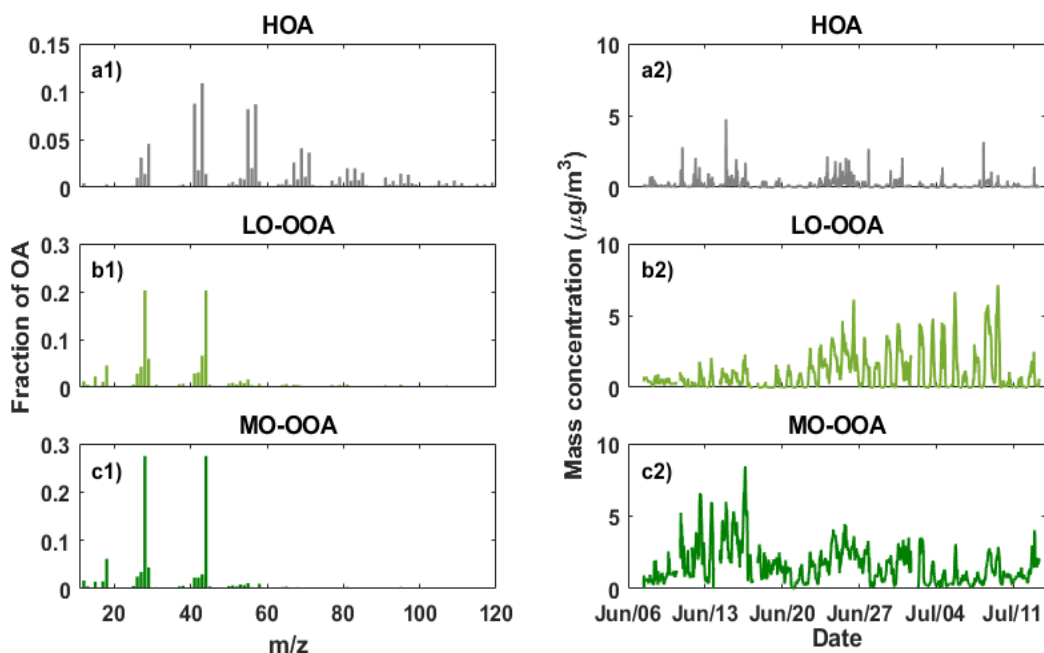 HOA
HOA
0.15
0.1
0.05
0
a1)
10
5
0
a2)
LO-OOA
LO-OOA
0.3
0.2
0.1
0
b1)
10
5
0
b2)
MO-OOA
MO-OOA
0.3
0.2
0.1
0
c1)
10
5
0
c2)
20 40 60 80 100 120
Jun/06 Jun/13 Jun/20 Jun/27 Jul/04 Jul/11
m/z
Date
Fraction of OA
Mass concentration (μg/m³)